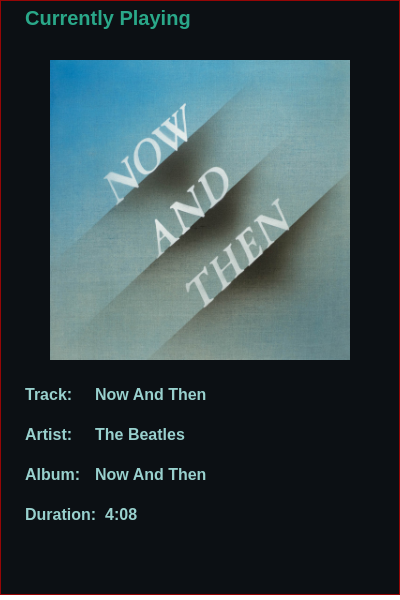 Currently Playing
NOW
AND
THEN
Track: Now And Then
Artist: The Beatles
Album: Now And Then
Duration: 4:08